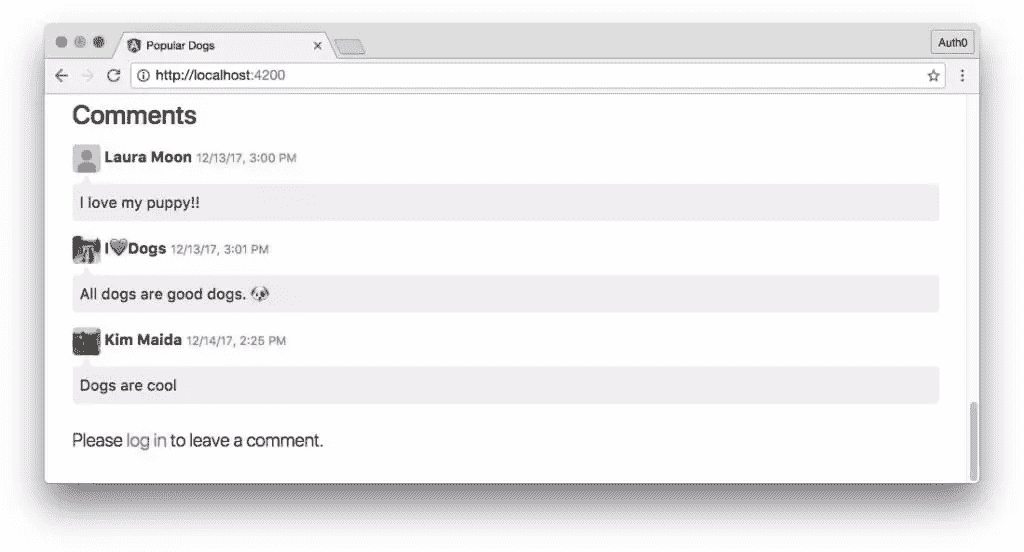 Popular Dogs
Auth0
http://localhost:4200
Comments
Laura Moon 12/13/17, 3:00 PM
I love my puppy!!
I🖤Dogs 12/13/17, 3:01 PM
All dogs are good dogs. 🐶
Kim Maida 12/14/17, 2:25 PM
Dogs are cool
Please log in to leave a comment.